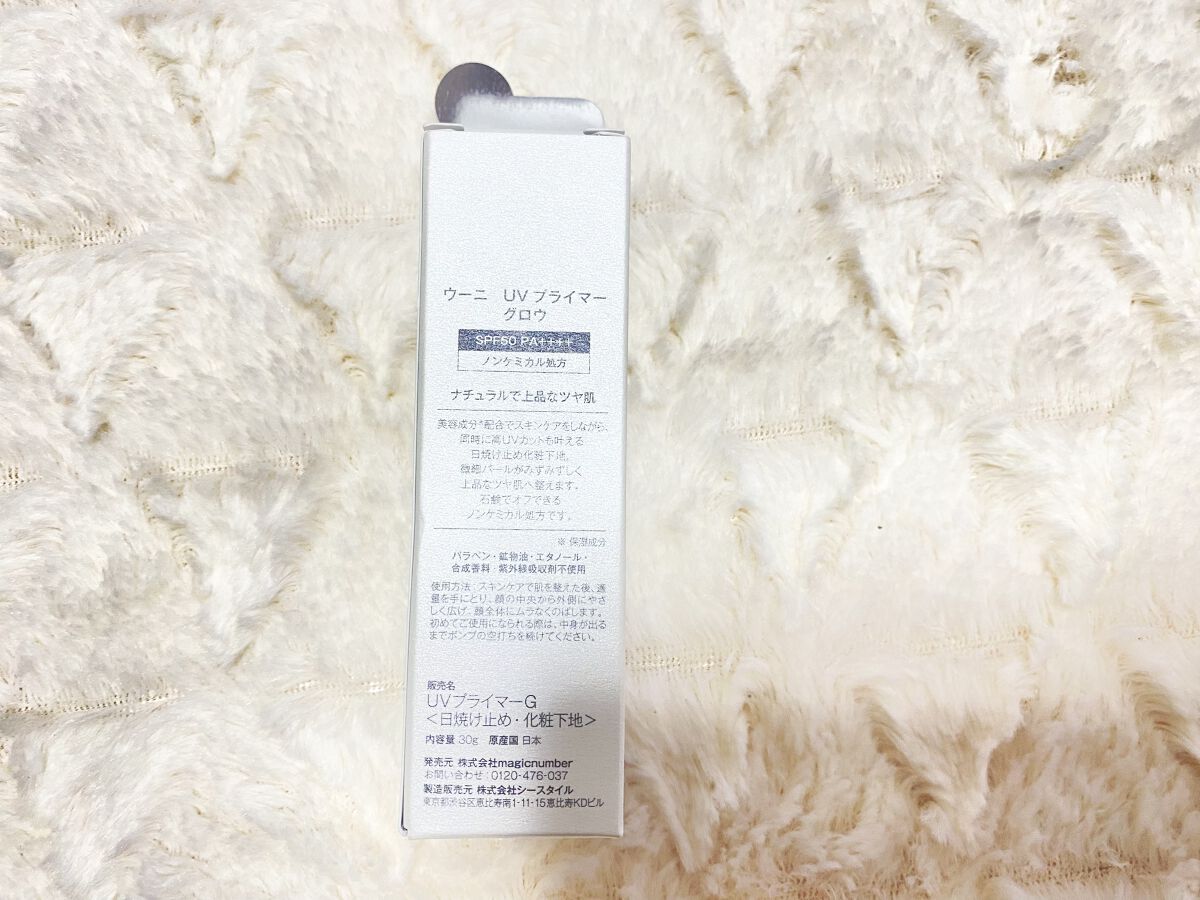 ウーニ UVプライマー
グロウ
SPF50 PA++++
ノンケミカル処方
ナチュラルで上品なツヤ肌
美容成分※配合でスキンケアをしながら、
同時に高UVカットも叶える
日焼け止め化粧下地。
微細パールがみずみずしく
上品なツヤ肌へ整えます。
石鹸でオフできる
ノンケミカル処方です。
※ 保湿成分
パラベン・鉱物油・エタノール・
合成香料・紫外線吸収剤不使用
使用方法：スキンケアで肌を整えた後、適
量を手にとり、顔の中央から外側にやさ
しく広げ、顔全体にムラなくのばします。
初めてご使用になられる際は、中身が出る
までポンプの空打ちを続けてください。
販売名
UVプライマーG
＜日焼け止め・化粧下地＞
内容量 30g 原産国 日本
発売元 株式会社magicnumber
お問い合わせ：0120-476-037
製造販売元 株式会社シースタイル
東京都渋谷区恵比寿南1-11-15恵比寿KDビル